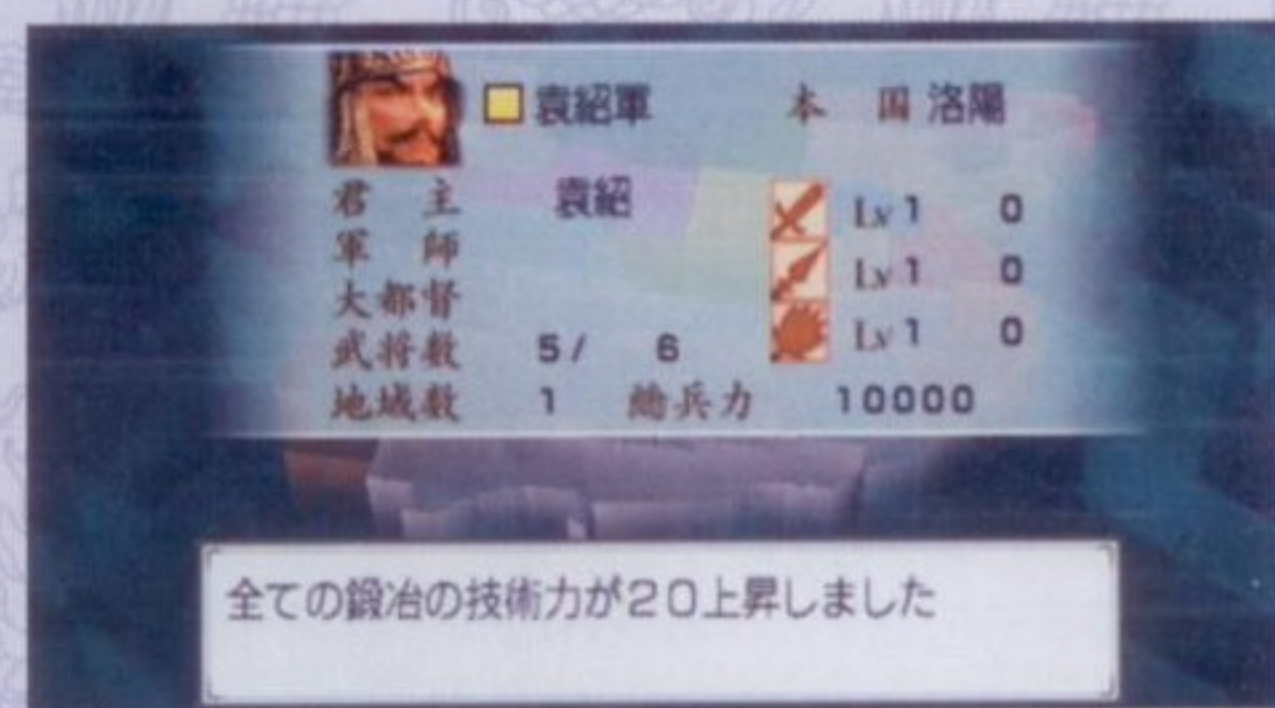 袁紹軍 本国 洛陽
君主 袁紹 Lv 1 0
軍師
大都督 Lv 1 0
武将数 5/ 6 Lv 1 0
地域数 1 総兵力 10000
全ての鍛冶の技術力が20上昇しました